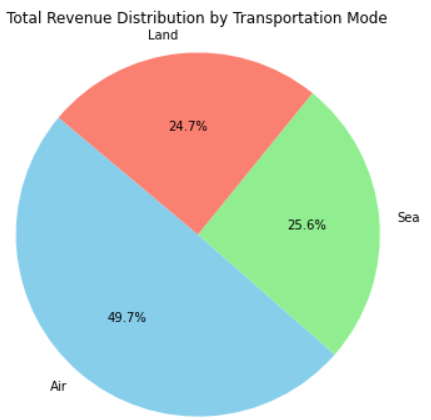 Total Revenue Distribution by Transportation Mode
Land
24.7%
25.6%
Sea
49.7%
Air